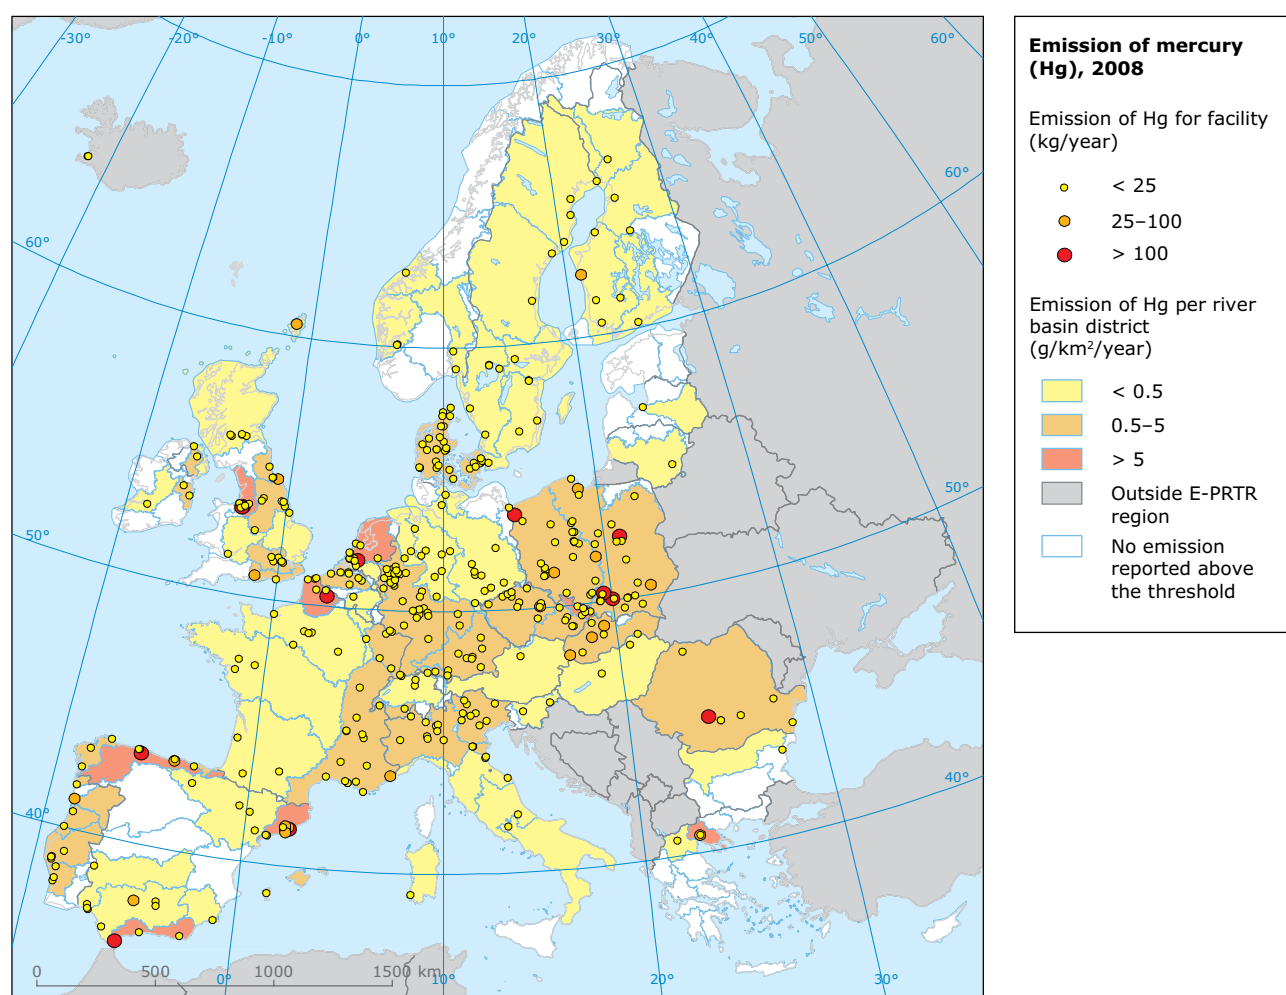 -30° -20° -10° 0° 10° 20° 30° 40° 50° 60°
60°
60°
50°
50°
40°
40°
0 500 1000 1500 km
0° 10° 20° 30°
Emission of mercury
(Hg), 2008
Emission of Hg for facility
(kg/year)
< 25
25–100
> 100
Emission of Hg per river
basin district
(g/km²/year)
< 0.5
0.5–5
> 5
Outside E-PRTR
region
No emission
reported above
the threshold